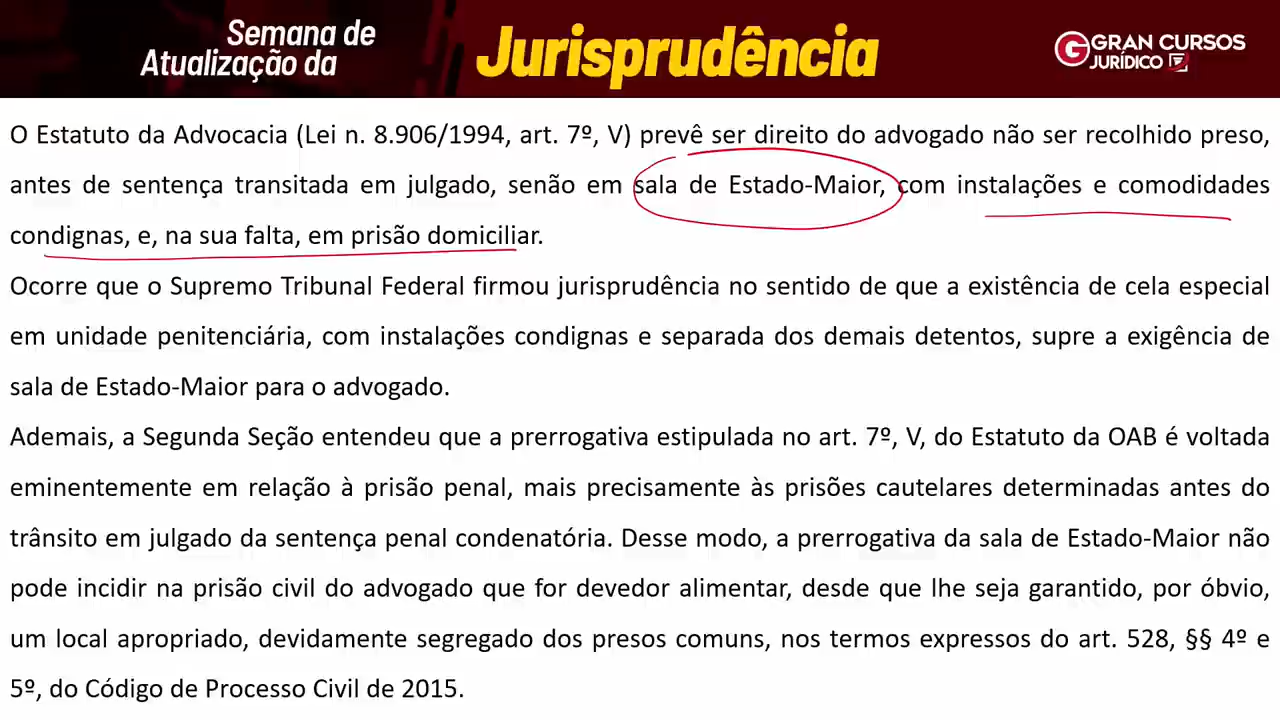 Semana de
Atualização da
Jurisprudência
GRAN CURSOS
JURÍDICO
O Estatuto da Advocacia (Lei n. 8.906/1994, art. 7º, V) prevê ser direito do advogado não ser recolhido preso,
antes de sentença transitada em julgado, senão em sala de Estado-Maior, com instalações e comodidades
condignas, e, na sua falta, em prisão domiciliar.
Ocorre que o Supremo Tribunal Federal firmou jurisprudência no sentido de que a existência de cela especial
em unidade penitenciária, com instalações condignas e separada dos demais detentos, supre a exigência de
sala de Estado-Maior para o advogado.
Ademais, a Segunda Seção entendeu que a prerrogativa estipulada no art. 7º, V, do Estatuto da OAB é voltada
eminentemente em relação à prisão penal, mais precisamente às prisões cautelares determinadas antes do
trânsito em julgado da sentença penal condenatória. Desse modo, a prerrogativa da sala de Estado-Maior não
pode incidir na prisão civil do advogado que for devedor alimentar, desde que lhe seja garantido, por óbvio,
um local apropriado, devidamente segregado dos presos comuns, nos termos expressos do art. 528, §§ 4º e
5º, do Código de Processo Civil de 2015.